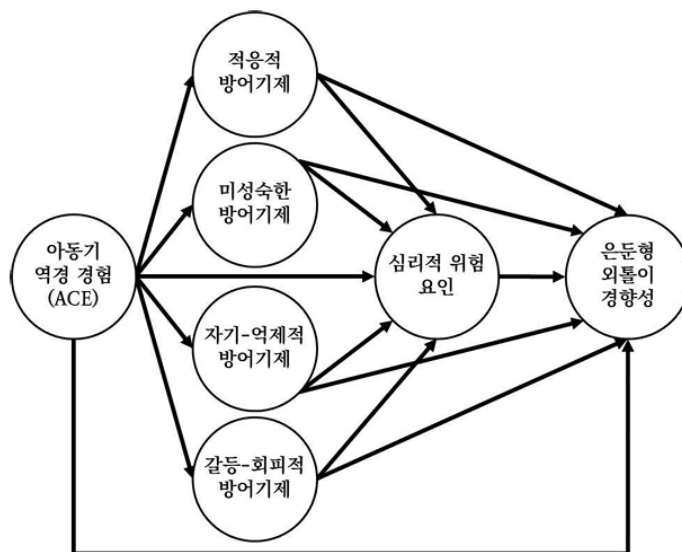 적응적
방어기제
미성숙한
방어기제
아동기
역경 경험
(ACE)
심리적 위험
요인
은둔형
외톨이
경향성
자기-억제적
방어기제
갈등-회피적
방어기제